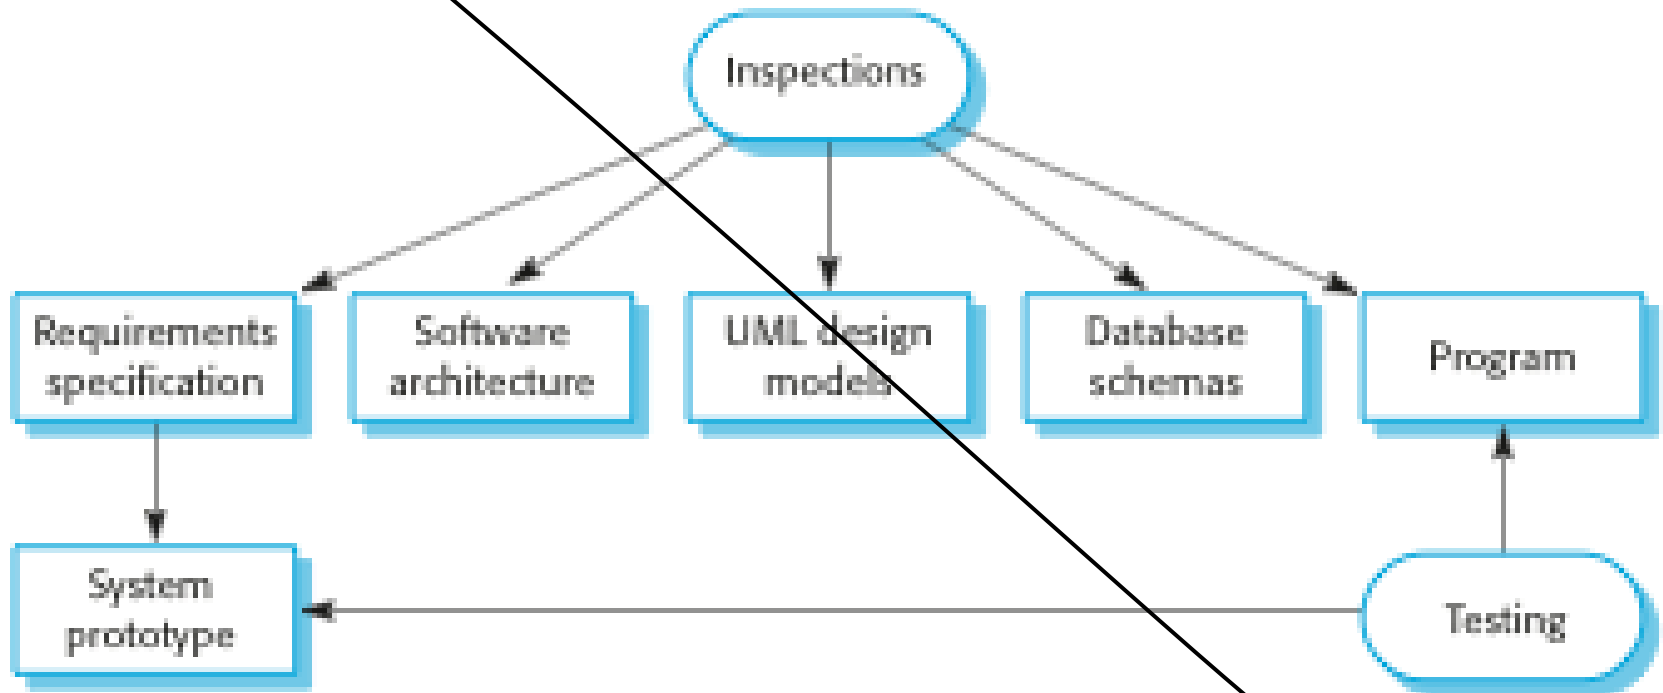 Inspections
Requirements
specification
Software
architecture
UML design
models
Database
schemas
Program
System
prototype
Testing